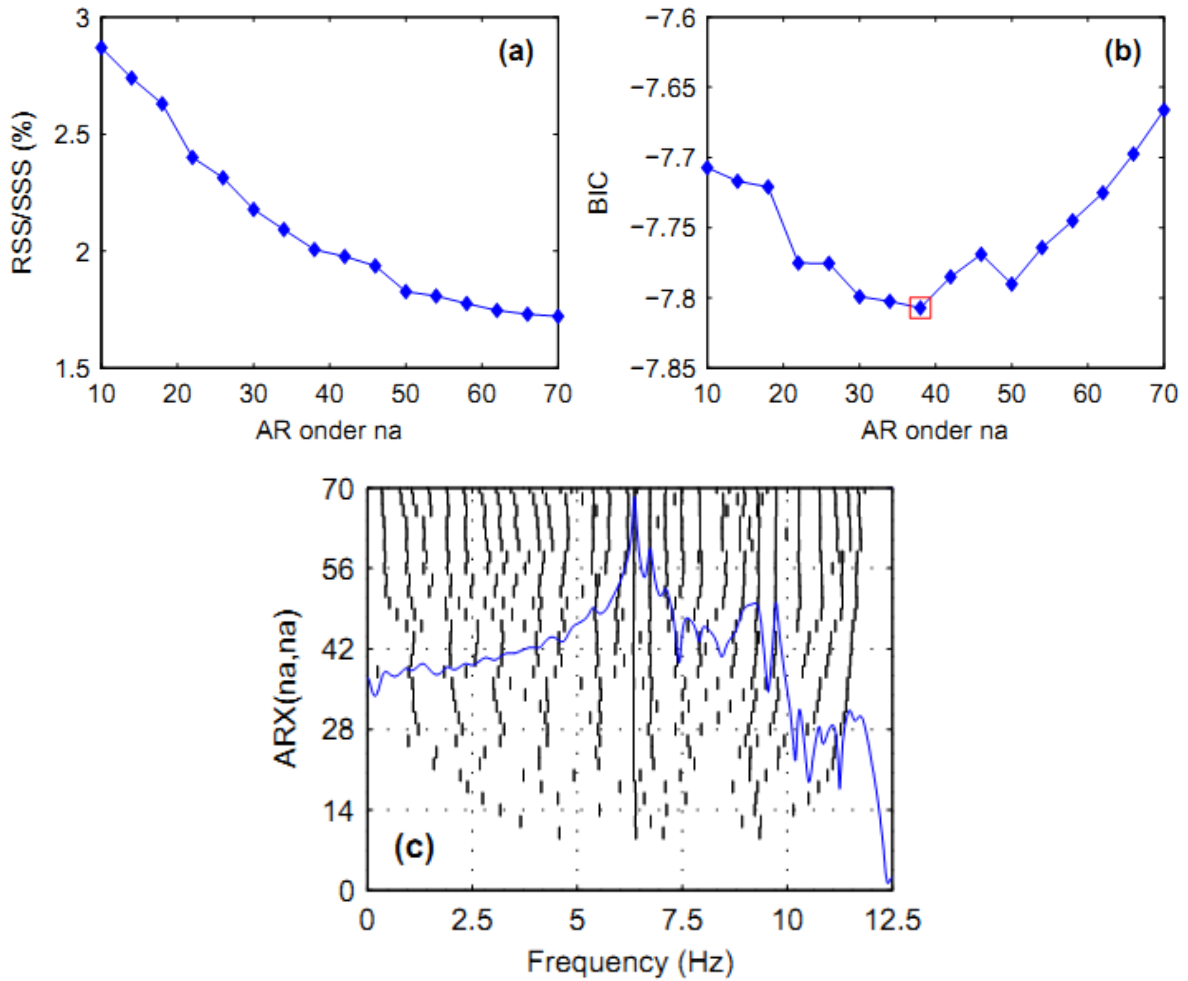 3
2.5
2
1.5
RSS/SSS (%)
(a)
10 20 30 40 50 60 70
AR onder na
−7.6
−7.65
−7.7
−7.75
−7.8
−7.85
BIC
(b)
10 20 30 40 50 60 70
AR onder na
70
56
42
28
14
0
ARX(na,na)
(c)
0 2.5 5 7.5 10 12.5
Frequency (Hz)